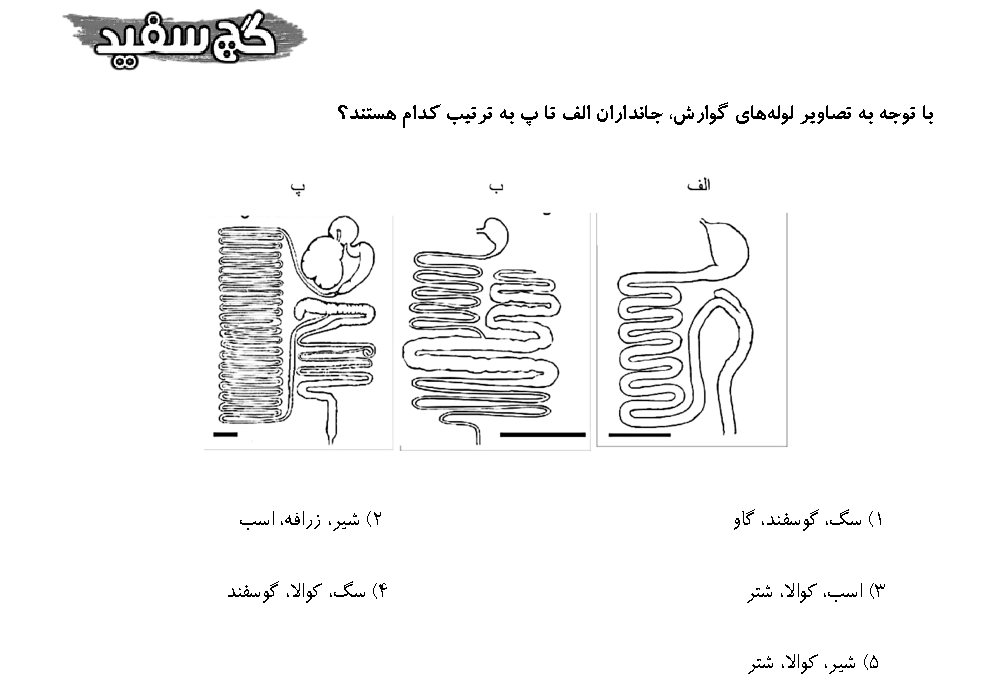 گچ سفید
با توجه به تصاویر لوله‌های گوارش، جانداران الف تا پ به ترتیب کدام هستند؟
الف ب پ
۱) سگ، گوسفند، گاو
۲) شیر، زرافه، اسب
۳) اسب، کوالا، شتر
۴) سگ، کوالا، گوسفند
۵) شیر، کوالا، شتر